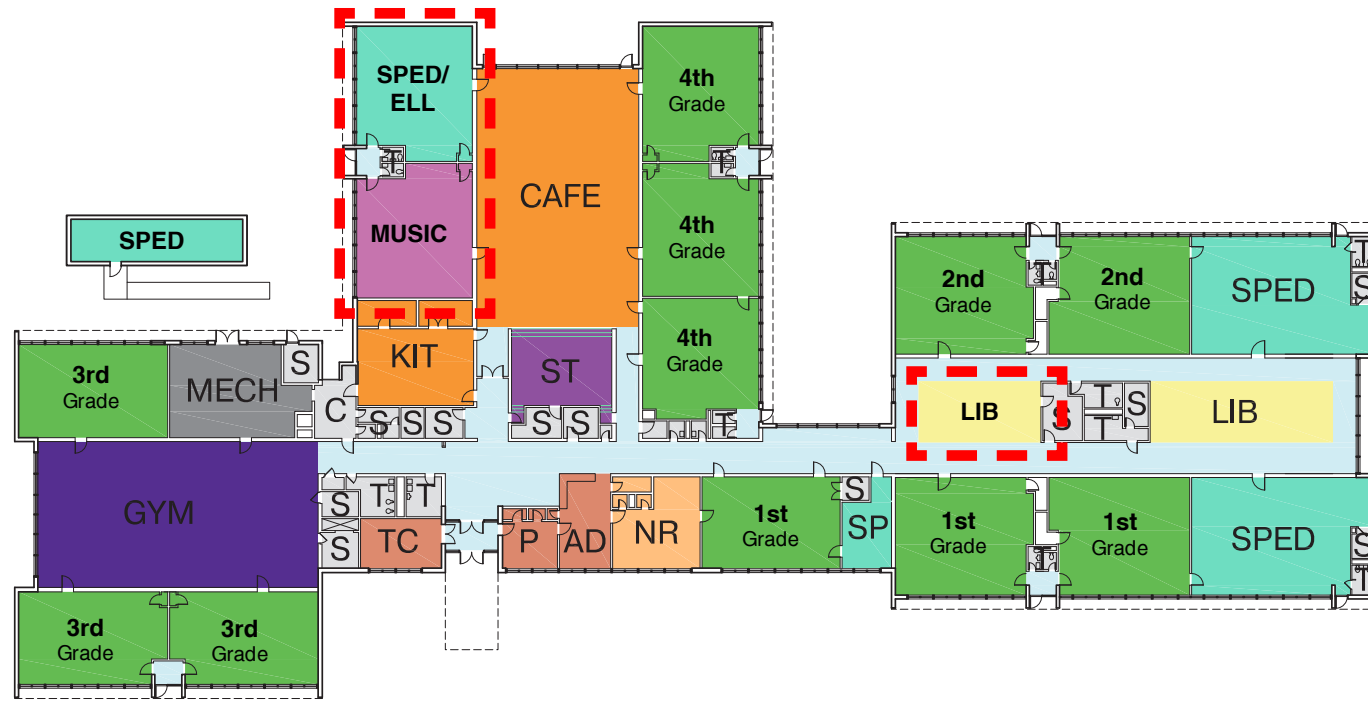 SPED/
ELL
4th
Grade
T
T
CAFE
MUSIC
4th
Grade
SPED
2nd
Grade
T
2nd
Grade
SPED
T
S
4th
Grade
KIT
ST
3rd
Grade
MECH
S
C
S
S
S
S
S
T
LIB
S
T
T
S
LIB
GYM
S
T
T
S
TC
P
AD
NR
1st
Grade
S
SP
1st
Grade
T
1st
Grade
SPED
S
T
3rd
Grade
3rd
Grade